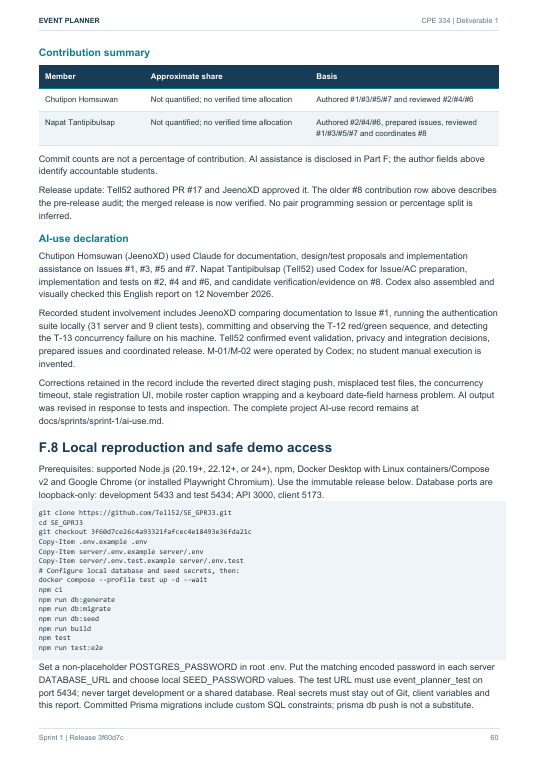 EVENT PLANNER
CPE 334 | Deliverable 1
Contribution summary
Member Approximate share Basis
Chutipon Homsuwan Not quantified; no verified time allocation Authored #1/#3/#5/#7 and reviewed #2/#4/#6
Napat Tantipibulsap Not quantified; no verified time allocation Authored #2/#4/#6, prepared issues, reviewed
#1/#3/#5/#7 and coordinates #8
Commit counts are not a percentage of contribution. AI assistance is disclosed in Part F; the author fields above
identify accountable students.
Release update: Tell52 authored PR #17 and JeenoXD approved it. The older #8 contribution row above describes
the pre-release audit; the merged release is now verified. No pair programming session or percentage split is
inferred.
AI-use declaration
Chutipon Homsuwan (JeenoXD) used Claude for documentation, design/test proposals and implementation
assistance on Issues #1, #3, #5 and #7. Napat Tantipibulsap (Tell52) used Codex for Issue/AC preparation,
implementation and tests on #2, #4 and #6, and candidate verification/evidence on #8. Codex also assembled and
visually checked this English report on 12 November 2026.
Recorded student involvement includes JeenoXD comparing documentation to Issue #1, running the authentication
suite locally (31 server and 9 client tests), committing and observing the T-12 red/green sequence, and detecting
the T-13 concurrency failure on his machine. Tell52 confirmed event validation, privacy and integration decisions,
prepared issues and coordinated release. M-01/M-02 were operated by Codex; no student manual execution is
invented.
Corrections retained in the record include the reverted direct staging push, misplaced test files, the concurrency
timeout, stale registration UI, mobile roster caption wrapping and a keyboard date-field harness problem. AI output
was revised in response to tests and inspection. The complete project AI-use record remains at
docs/sprints/sprint-1/ai-use.md.
F.8 Local reproduction and safe demo access
Prerequisites: supported Node.js (20.19+, 22.12+, or 24+), npm, Docker Desktop with Linux containers/Compose
v2 and Google Chrome (or installed Playwright Chromium). Use the immutable release below. Database ports are
loopback-only: development 5433 and test 5434; API 3000, client 5173.
git clone https://github.com/Tell52/SE_GPRJ3.git
cd SE_GPRJ3
git checkout 3f60d7ce26c4a93321fafcec4e18493e36fda21c
Copy-Item .env.example .env
Copy-Item server/.env.example server/.env
Copy-Item server/.env.test.example server/.env.test
# Configure local database and seed secrets, then:
docker compose --profile test up -d --wait
npm ci
npm run db:generate
npm run db:migrate
npm run db:seed
npm run build
npm test
npm run test:e2e
Set a non-placeholder POSTGRES_PASSWORD in root .env. Put the matching encoded password in each server
DATABASE_URL and choose local SEED_PASSWORD values. The test URL must use event_planner_test on
port 5434; never target development or a shared database. Real secrets must stay out of Git, client variables and
this report. Committed Prisma migrations include custom SQL constraints; prisma db push is not a substitute.
Sprint 1 | Release 3f60d7c
60